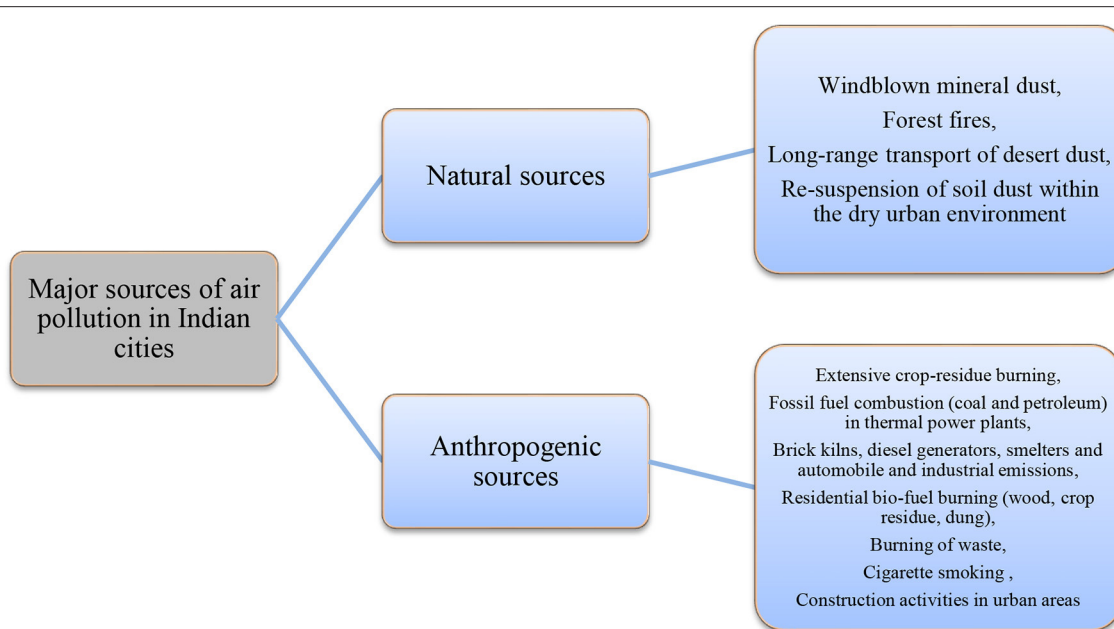 Major sources of air
pollution in Indian
cities
Natural sources
Windblown mineral dust,
Forest fires,
Long-range transport of desert dust,
Re-suspension of soil dust within
the dry urban environment
Anthropogenic
sources
Extensive crop-residue burning,
Fossil fuel combustion (coal and petroleum)
in thermal power plants,
Brick kilns, diesel generators, smelters and
automobile and industrial emissions,
Residential bio-fuel burning (wood, crop
residue, dung),
Burning of waste,
Cigarette smoking ,
Construction activities in urban areas